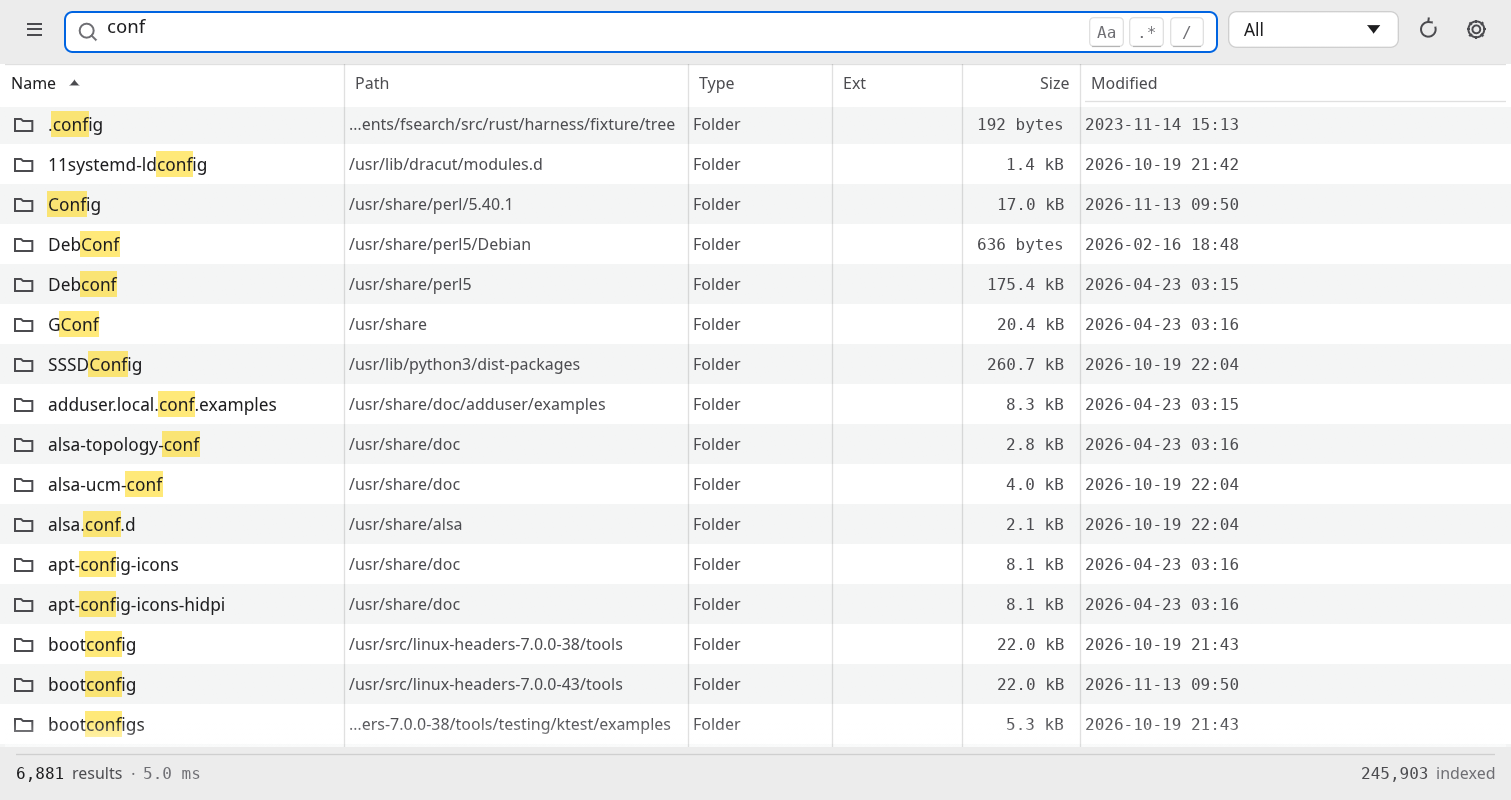 conf Aa .* / All
Name Path Type Ext Size Modified
.config …ents/fsearch/src/rust/harness/fixture/tree Folder 192 bytes 2023-11-14 15:13
11systemd-ldconfig /usr/lib/dracut/modules.d Folder 1.4 kB 2026-10-19 21:42
Config /usr/share/perl/5.40.1 Folder 17.0 kB 2026-11-13 09:50
DebConf /usr/share/perl5/Debian Folder 636 bytes 2026-02-16 18:48
Debconf /usr/share/perl5 Folder 175.4 kB 2026-04-23 03:15
GConf /usr/share Folder 20.4 kB 2026-04-23 03:16
SSSDConfig /usr/lib/python3/dist-packages Folder 260.7 kB 2026-10-19 22:04
adduser.local.conf.examples /usr/share/doc/adduser/examples Folder 8.3 kB 2026-04-23 03:15
alsa-topology-conf /usr/share/doc Folder 2.8 kB 2026-04-23 03:16
alsa-ucm-conf /usr/share/doc Folder 4.0 kB 2026-10-19 22:04
alsa.conf.d /usr/share/alsa Folder 2.1 kB 2026-10-19 22:04
apt-config-icons /usr/share/doc Folder 8.1 kB 2026-04-23 03:16
apt-config-icons-hidpi /usr/share/doc Folder 8.1 kB 2026-04-23 03:16
bootconfig /usr/src/linux-headers-7.0.0-38/tools Folder 22.0 kB 2026-10-19 21:43
bootconfig /usr/src/linux-headers-7.0.0-43/tools Folder 22.0 kB 2026-11-13 09:50
bootconfigs …ers-7.0.0-38/tools/testing/ktest/examples Folder 5.3 kB 2026-10-19 21:43
6,881 results · 5.0 ms 245,903 indexed